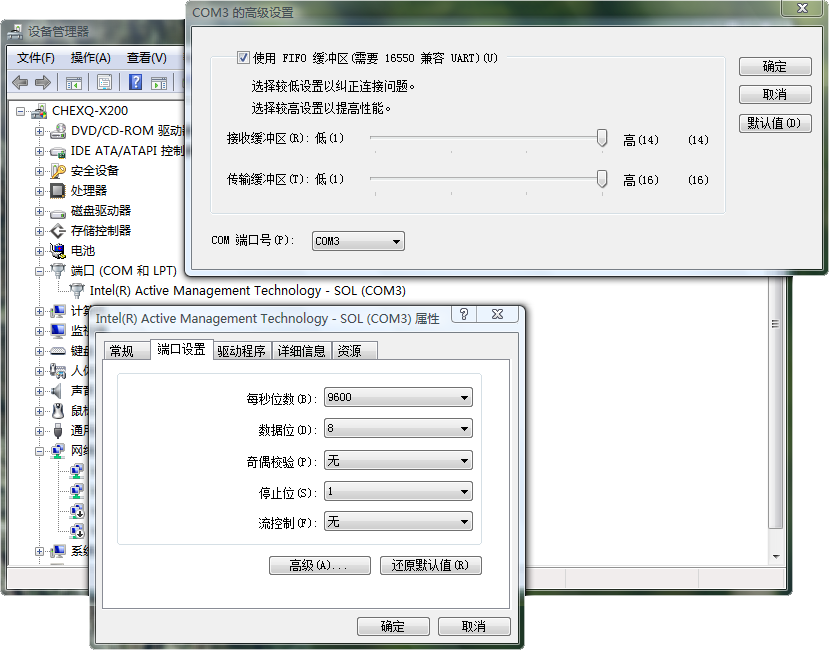 COM3 的高级设置
使用 FIFO 缓冲区(需要 16550 兼容 UART)(U)
选择较低设置以纠正连接问题。
选择较高设置以提高性能。
接收缓冲区(R): 低(1) 高(14) (14)
传输缓冲区(T): 低(1) 高(16) (16)
COM 端口号(P): COM3
确定
取消
默认值(D)
设备管理器
文件(F) 操作(A) 查看(V)
CHEXQ-X200
DVD/CD-ROM 驱动
IDE ATA/ATAPI 控制
安全设备
处理器
磁盘驱动器
存储控制器
电池
端口 (COM 和 LPT)
Intel(R) Active Management Technology - SOL (COM3)
计
监
键
人
声
鼠
通
网
系
Intel(R) Active Management Technology - SOL (COM3) 属性
常规 端口设置 驱动程序 详细信息 资源
每秒位数(B): 9600
数据位(D): 8
奇偶校验(P): 无
停止位(S): 1
流控制(F): 无
高级(A)... 还原默认值(R)
确定 取消